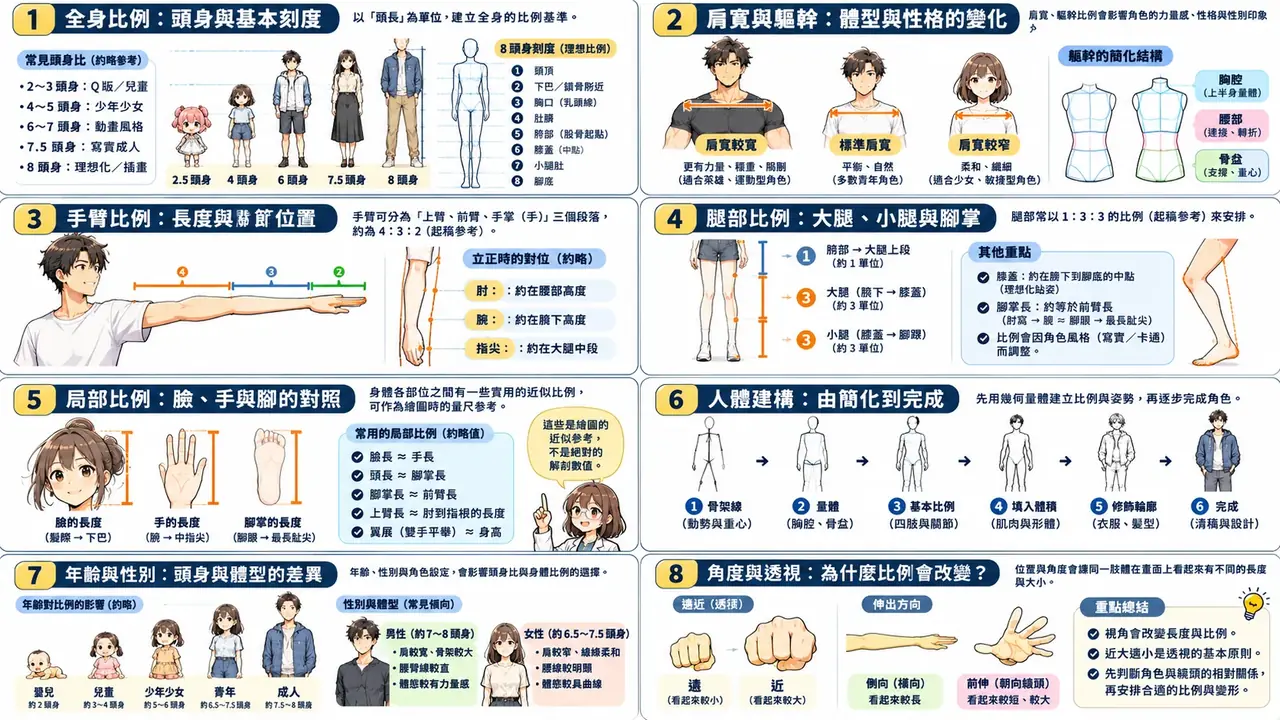 1 全身比例：頭身與基本刻度
以「頭長」為單位，建立全身的比例基準。
常見頭身比（約略參考）
• 2～3 頭身：Q 版／兒童
• 4～5 頭身：少年少女
• 6～7 頭身：動畫風格
• 7.5 頭身：寫實成人
• 8 頭身：理想化／插畫
2.5 頭身
4 頭身
6 頭身
7.5 頭身
8 頭身
8 頭身刻度（理想比例）
1 頭頂
2 下巴／鎖骨附近
3 胸口（乳頭線）
4 肚臍
5 胯部（股骨起點）
6 膝蓋（中點）
7 小腿肚
8 腳底
2 肩寬與軀幹：體型與性格的變化
肩寬、軀幹比例會影響角色的力量感、性格與性別印象
肩寬較寬
更有力量、穩重、
（適合英雄、運動型角色）
標準肩寬
平衡、自然
（多數青年角色）
肩寬較窄
柔和、纖細
（適合少女、敏捷型角色）
軀幹的簡化結構
胸腔
（上半身量體）
腰部
（連接、轉折）
骨盆
（支撐、重心）
3 手臂比例：長度與 節位置
手臂可分為「上臂、前臂、手掌（手）」三個段落，
約為 4：3：2（起稿參考）。
4
3
2
立正時的對位（約略）
肘：：約在腰部高度
腕：：約在胯下高度
指尖：：約在大腿中段
4 腿部比例：大腿、小腿與腳掌
腿部常以 1：3：3 的比例（起稿參考）來安排。
1 胯部 → 大腿上段
（約 1 單位）
3 大腿（胯下 → 膝蓋）
（約 3 單位）
3 小腿（膝蓋 → 腳跟）
（約 3 單位）
其他重點
膝蓋：約在胯下到腳底的中點
（理想化站姿）
腳掌長：約等於前臂長
（肘窩 → 腕 ≈ 腳跟 → 最長趾尖）
比例會因角色風格（寫實／卡通）
而調整。
5 局部比例：臉、手與腳的對照
身體各部位之間有一些實用的近似比例，
可作為繪圖時的量尺參考。
臉的長度
（髮際 → 下巴）
手的長度
（腕 → 中指尖）
腳掌的長度
（腳跟 → 最長趾尖）
常用的局部比例（約略值）
臉長 ≈ 手長
頭長 ≈ 腳掌長
腳掌長 ≈ 前臂長
上臂長 ≈ 肘到指根的長度
翼展（雙手平舉）≈ 身高
這些是繪圖的
近似參考，
不是絕對的
解剖數值。
6 人體建構：由簡化到完成
先用幾何量體建立比例與姿勢，再逐步完成角色。
1 骨架線
（動勢與重心）
2 量體
（胸腔、骨盆）
3 基本比例
（四肢與關節）
4 填入體積
（肌肉與形體）
5 修飾輪廓
（衣服、髮型）
6 完成
（清稿與設計）
7 年齡與性別：頭身與體型的差異
年齡、性別與角色設定，會影響頭身比與身體比例的選擇。
年齡對比例的影響（約略）
嬰兒
約 2 頭身
兒童
約 3～4 頭身
少年少女
約 5～6 頭身
青年
約 6.5～7.5 頭身
成人
約 7.5～8 頭身
性別與體型（常見傾向）
男性（約 7～8 頭身）
• 肩較寬、骨架較大
• 腰臀線較直
• 體態較有力量感
女性（約 6.5～7.5 頭身）
• 肩較窄、線條柔和
• 腰線較明顯
• 體態較具曲線
8 角度與透視：為什麼比例會改變？
位置與角度會讓同一肢體在畫面上看起來有不同的長度
與大小。
遠近（透視）
遠
（看起來較小）
近
（看起來較大）
伸出方向
側向（橫向）
看起來較長
前伸（朝向鏡頭）
看起來較短、較大
重點總結
視角會改變長度與比例。
近大遠小是透視的基本原則。
先判斷角色與鏡頭的相對關係，
再安排合適的比例與變形。